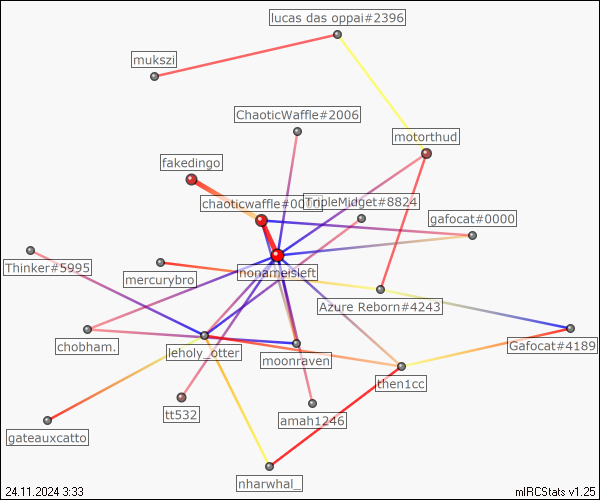 lucas das oppai#2396
mukszi
ChaoticWaffle#2006
motorthud
fakedingo
TripleMidget#8824
chaoticwaffle#0
gafocat#0000
Thinker#5995
nonameisleft
mercurybro
Azure Reborn#4243
chobham.
leholy_otter
moonraven
Gafocat#4189
then1cc
tt532
amah1246
gateauxcatto
nharwhal_
24.11.2024 3:33
mIRCStats v1.25